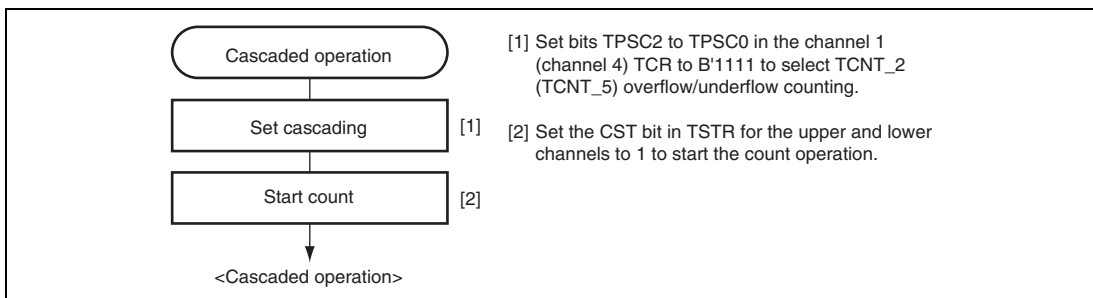 Cascaded operation
Set cascading
[1]
Start count
[2]
<Cascaded operation>
[1] Set bits TPSC2 to TPSC0 in the channel 1
(channel 4) TCR to B'1111 to select TCNT_2
(TCNT_5) overflow/underflow counting.
[2] Set the CST bit in TSTR for the upper and lower
channels to 1 to start the count operation.